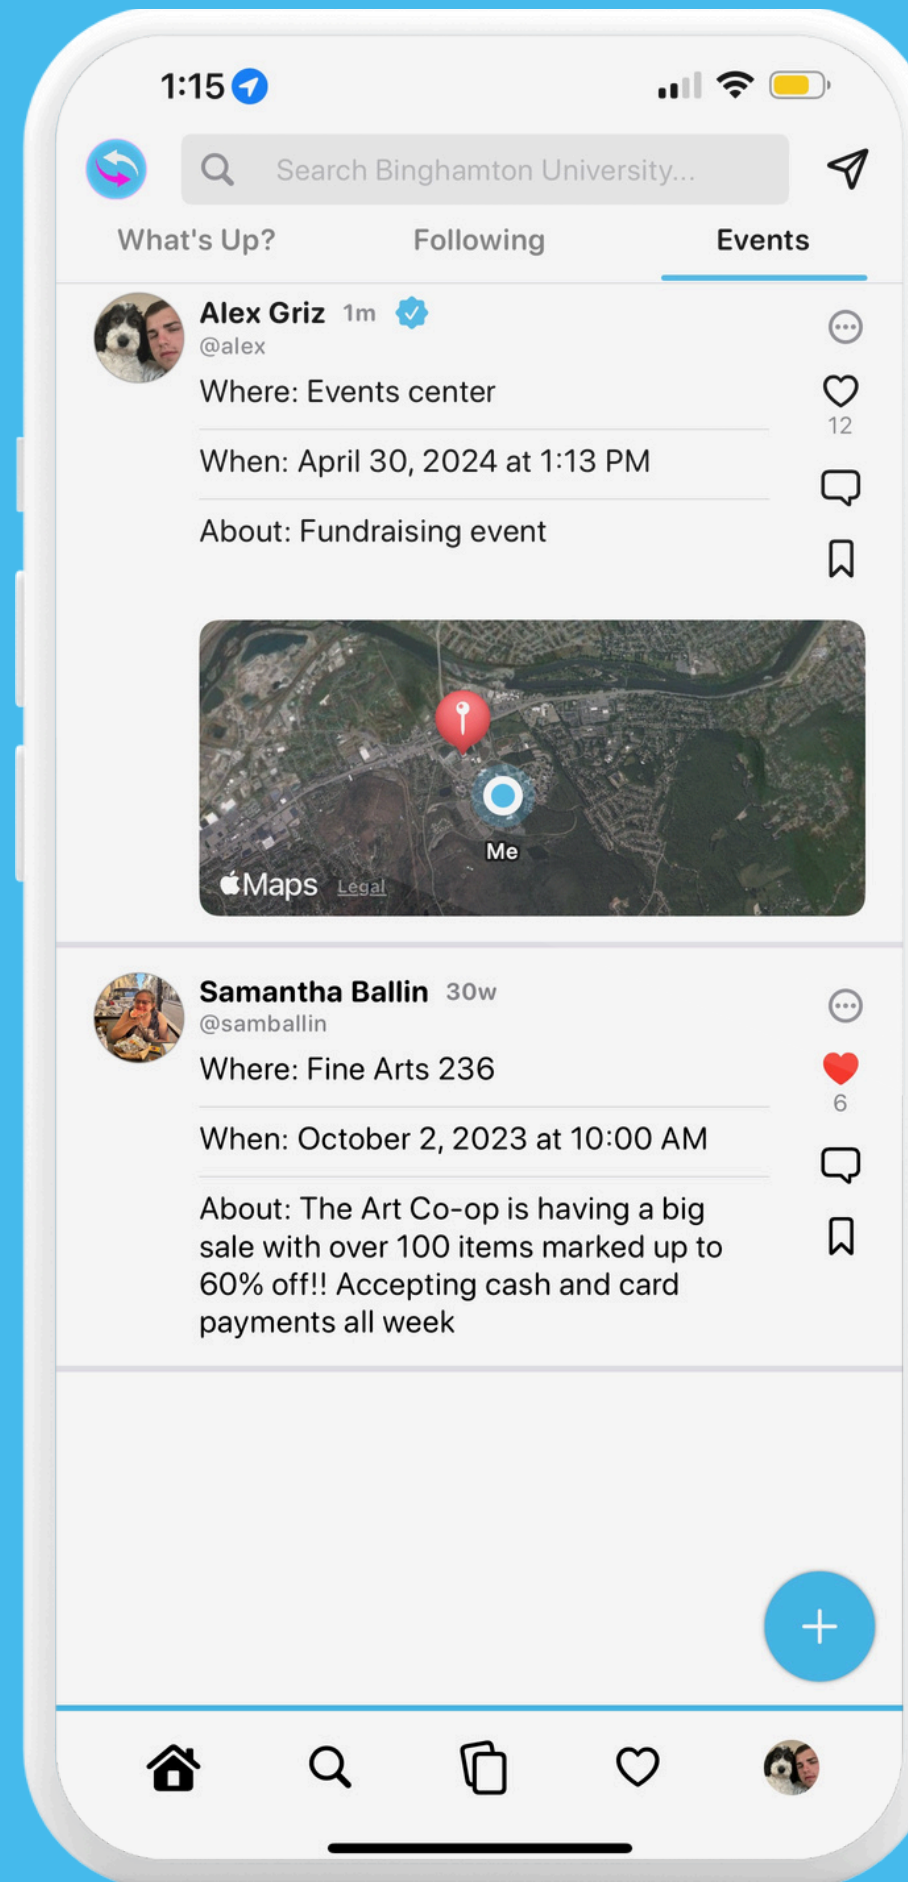 1:15
Search Binghamton University...
What's Up? Following Events
Alex Griz 1m
@alex
Where: Events center
12
When: April 30, 2024 at 1:13 PM
About: Fundraising event
Me
Maps Legal
Samantha Ballin 30w
@samballin
Where: Fine Arts 236
6
When: October 2, 2023 at 10:00 AM
About: The Art Co-op is having a big
sale with over 100 items marked up to
60% off!! Accepting cash and card
payments all week